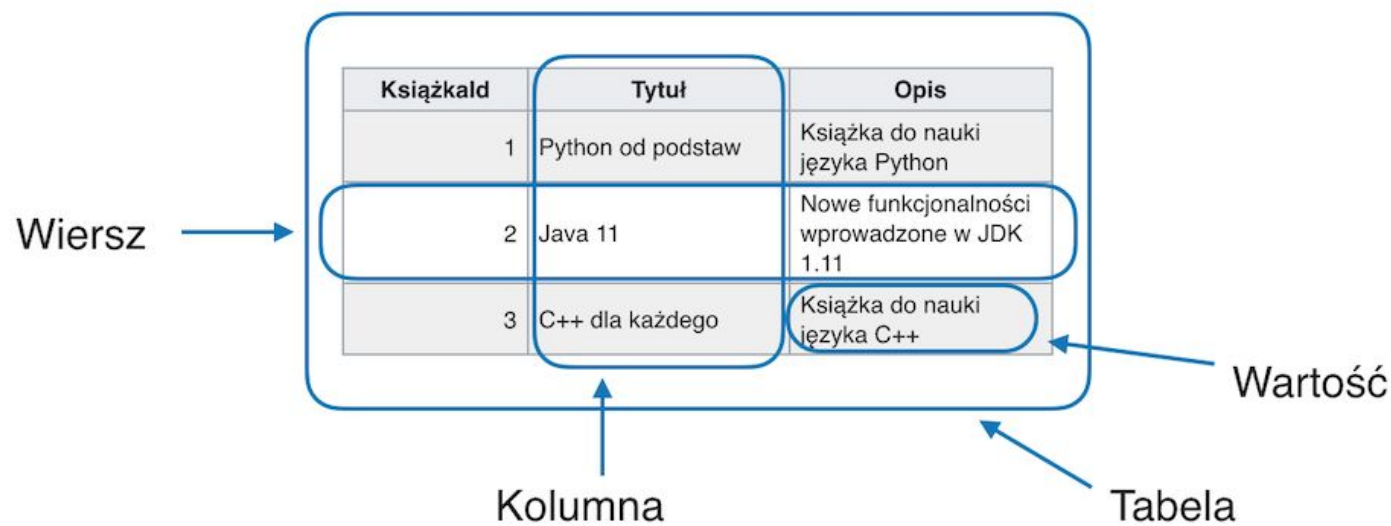 KsiążkaId Tytuł Opis
1 Python od podstaw Książka do nauki
języka Python
Wiersz
2 Java 11 Nowe funkcjonalności
wprowadzone w JDK
1.11
3 C++ dla każdego Książka do nauki
języka C++
Wartość
Kolumna
Tabela